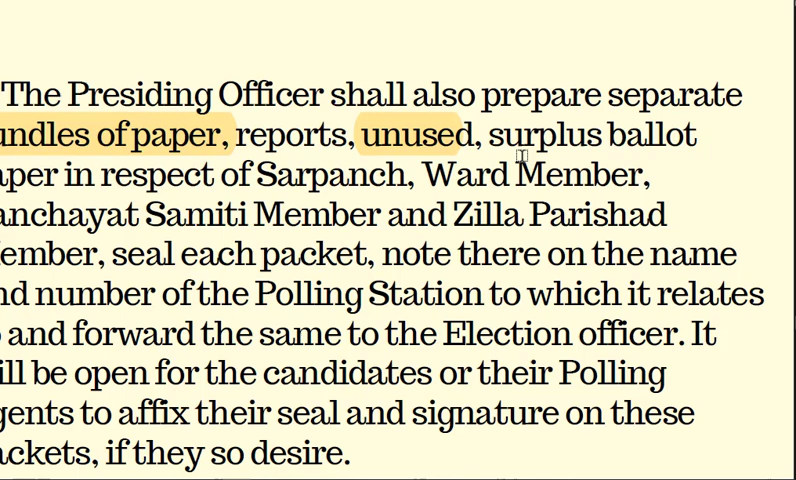 The Presiding Officer shall also prepare separate
undles of paper, reports, unused, surplus ballot
aper in respect of Sarpanch, Ward Member,
anchayat Samiti Member and Zilla Parishad
ember, seal each packet, note there on the name
nd number of the Polling Station to which it relates
and forward the same to the Election officer. It
ill be open for the candidates or their Polling
gents to affix their seal and signature on these
ackets, if they so desire.